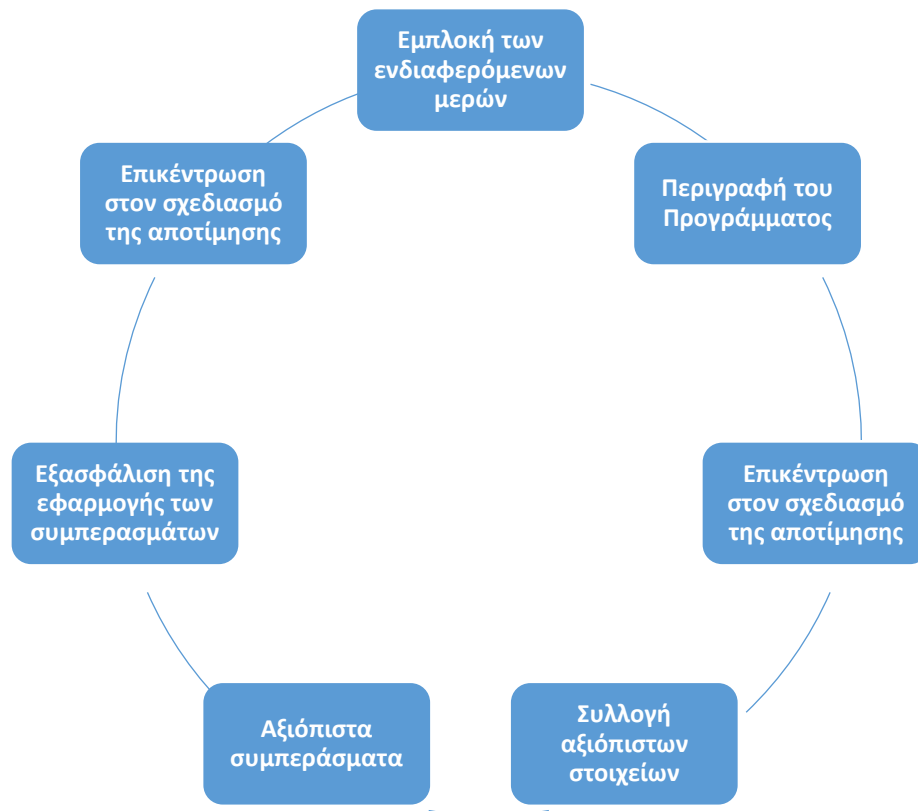 Εμπλοκή των
ενδιαφερόμενων
μερών
Περιγραφή του
Προγράμματος
Επικέντρωση
στον σχεδιασμό
της αποτίμησης
Συλλογή
αξιόπιστων
στοιχείων
Αξιόπιστα
συμπεράσματα
Εξασφάλιση της
εφαρμογής των
συμπερασμάτων
Επικέντρωση
στον σχεδιασμό
της αποτίμησης